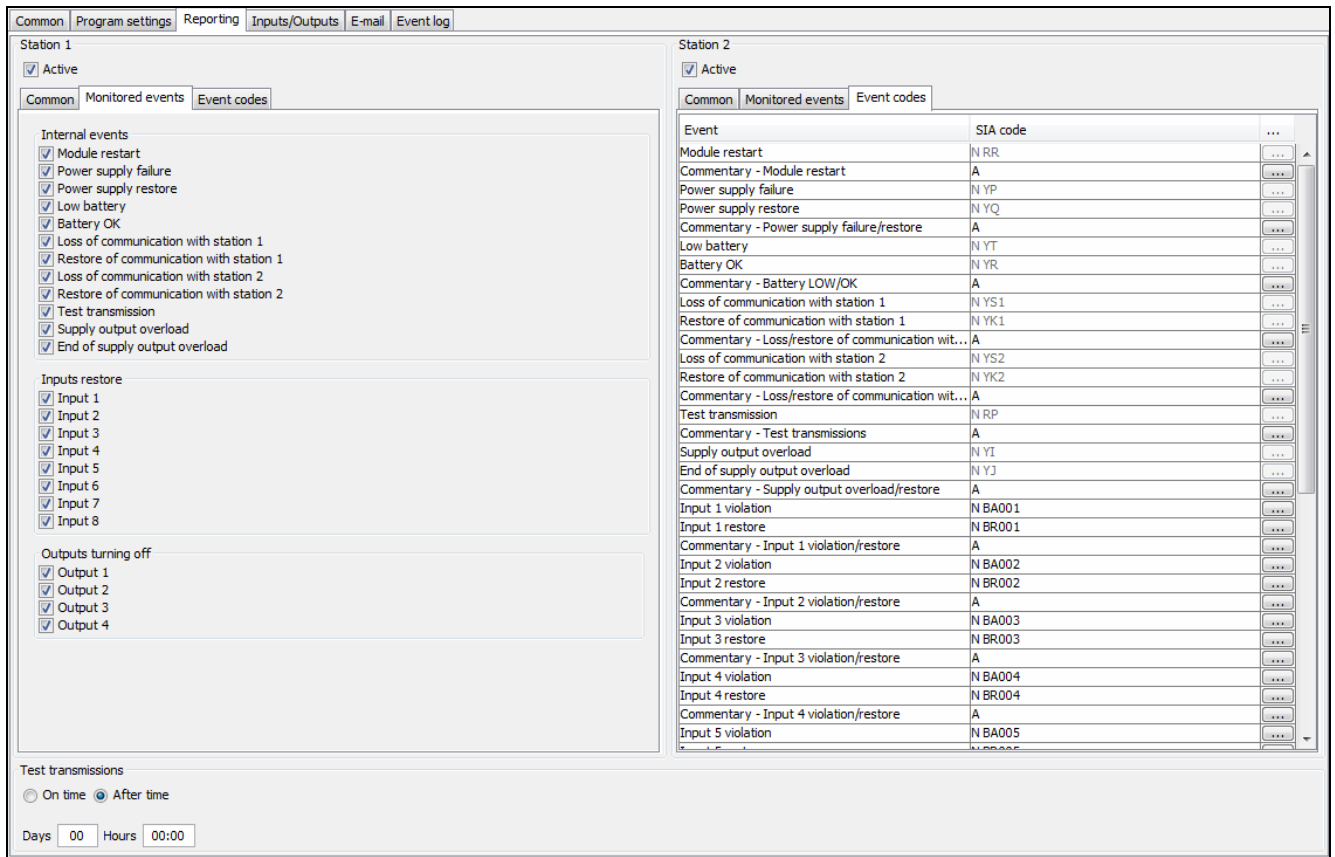 Common Program settings Reporting Inputs/Outputs E-mail Event log
Station 1
Active
Common Monitored events Event codes
Internal events
Module restart
Power supply failure
Power supply restore
Low battery
Battery OK
Loss of communication with station 1
Restore of communication with station 1
Loss of communication with station 2
Restore of communication with station 2
Test transmission
Supply output overload
End of supply output overload
Inputs restore
Input 1
Input 2
Input 3
Input 4
Input 5
Input 6
Input 7
Input 8
Outputs turning off
Output 1
Output 2
Output 3
Output 4
Station 2
Active
Common Monitored events Event codes
Event SIA code ...
Module restart N RR ...
Commentary - Module restart A ...
Power supply failure N YP ...
Power supply restore N YQ ...
Commentary - Power supply failure/restore A ...
Low battery N YT ...
Battery OK N YR ...
Commentary - Battery LOW/OK A ...
Loss of communication with station 1 N YS1 ...
Restore of communication with station 1 N YK1 ...
Commentary - Loss/restore of communication wit... A ...
Loss of communication with station 2 N YS2 ...
Restore of communication with station 2 N YK2 ...
Commentary - Loss/restore of communication wit... A ...
Test transmission N RP ...
Commentary - Test transmissions A ...
Supply output overload N YI ...
End of supply output overload N YJ ...
Commentary - Supply output overload/restore A ...
Input 1 violation N BA001 ...
Input 1 restore N BR001 ...
Commentary - Input 1 violation/restore A ...
Input 2 violation N BA002 ...
Input 2 restore N BR002 ...
Commentary - Input 2 violation/restore A ...
Input 3 violation N BA003 ...
Input 3 restore N BR003 ...
Commentary - Input 3 violation/restore A ...
Input 4 violation N BA004 ...
Input 4 restore N BR004 ...
Commentary - Input 4 violation/restore A ...
Input 5 violation N BA005 ...
Test transmissions
On time After time
Days 00 Hours 00:00